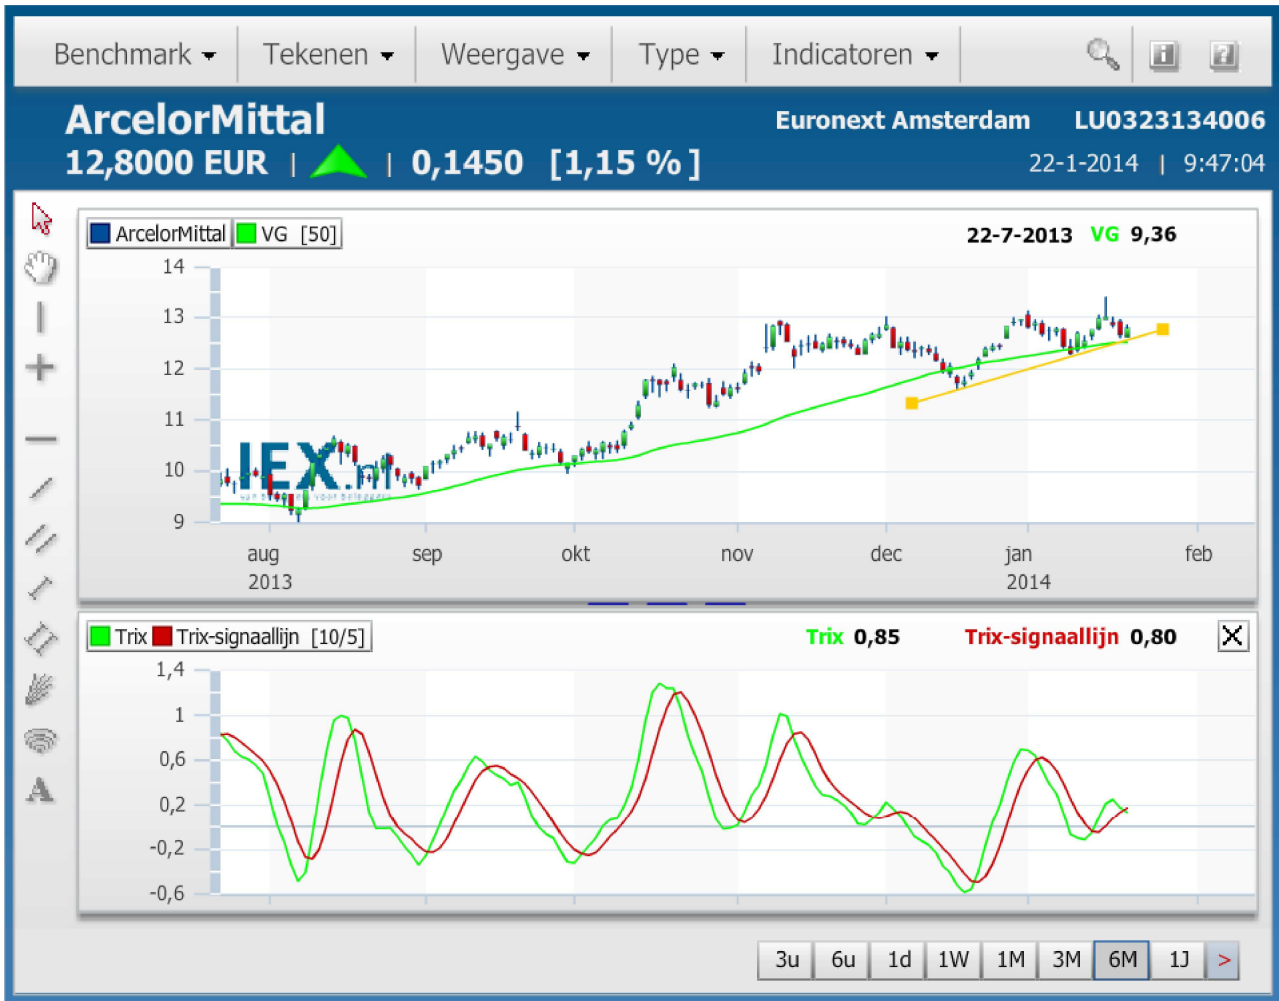 Benchmark Tekenen Weergave Type Indicatoren
ArcelorMittal Euronext Amsterdam LU0323134006
12,8000 EUR | | 0,1450 [1,15 %] 22-1-2014 | 9:47:04
ArcelorMittal VG [50] 22-7-2013 VG 9,36
14
13
12
11
10
9
IEX.nl
aug sep okt nov dec jan feb
2013 2014
Trix Trix-signaallijn [10/5] Trix 0,85 Trix-signaallijn 0,80 X
1,4
1
0,6
0,2
-0,2
-0,6
A
3u 6u 1d 1W 1M 3M 6M 1J >